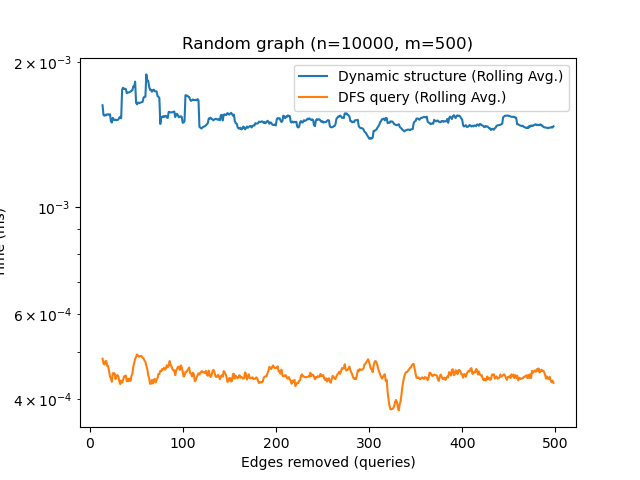 Random graph (n=10000, m=500)
2 × 10⁻³
Dynamic structure (Rolling Avg.)
DFS query (Rolling Avg.)
10⁻³
6 × 10⁻⁴
4 × 10⁻⁴
0 100 200 300 400 500
Edges removed (queries)